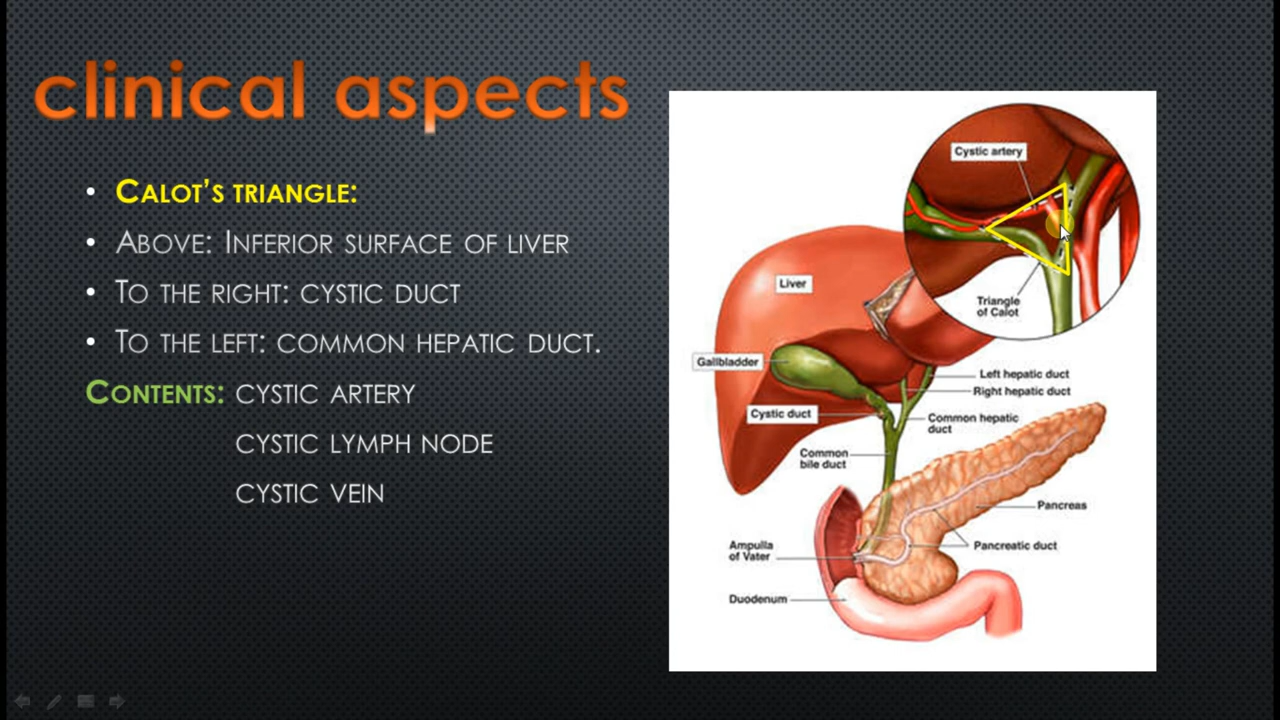 clinical aspects
• CALOT'S TRIANGLE:
• ABOVE: INFERIOR SURFACE OF LIVER
• TO THE RIGHT: CYSTIC DUCT
• TO THE LEFT: COMMON HEPATIC DUCT.
CONTENTS: CYSTIC ARTERY
CYSTIC LYMPH NODE
CYSTIC VEIN
Cystic artery
Triangle
of Calot
Liver
Gallbladder
Left hepatic duct
Right hepatic duct
Cystic duct
Common hepatic
duct
Common
bile duct
Pancreas
Ampulla
of Vater
Pancreatic duct
Duodenum